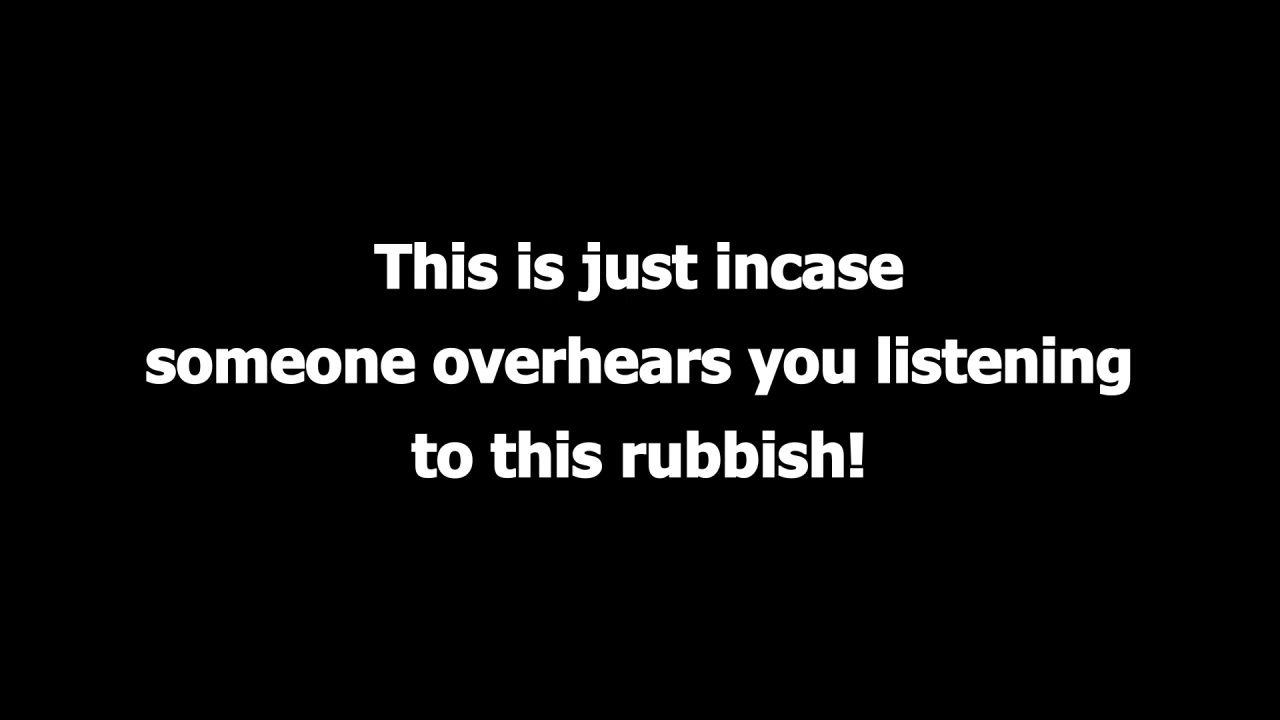 This is just incase
someone overhears you listening
to this rubbish!